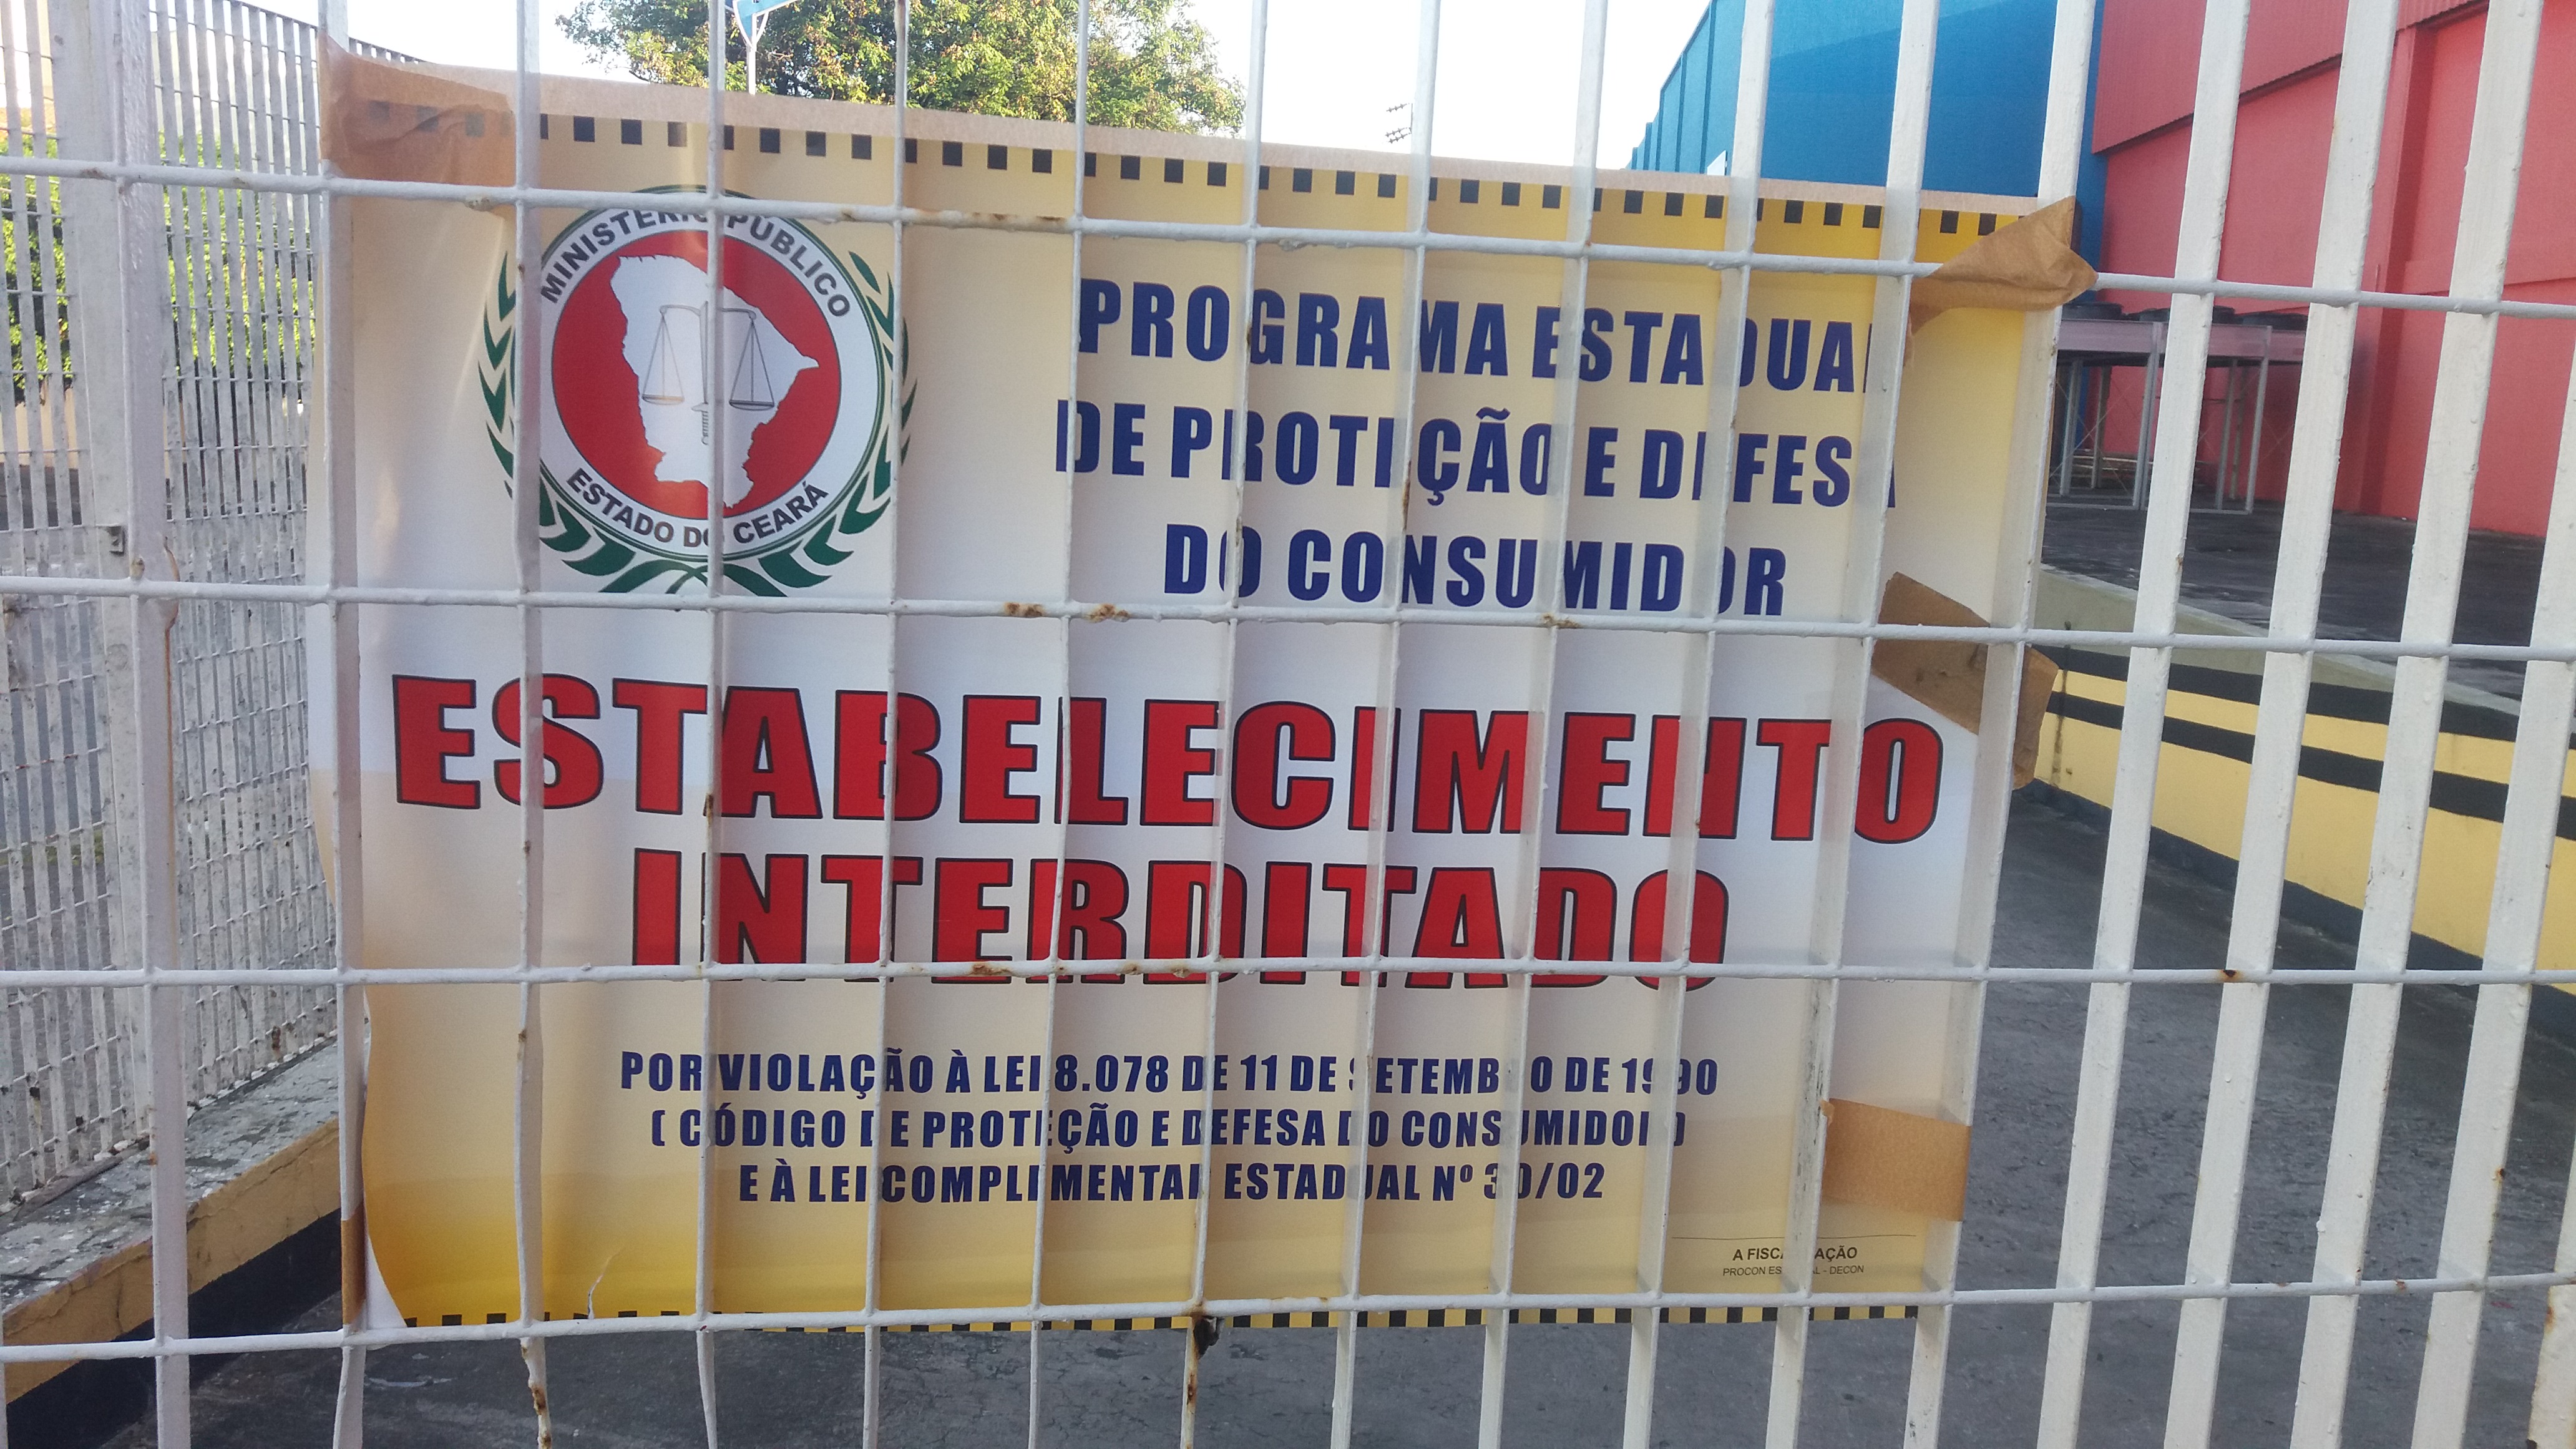 MINISTÉRIO PÚBLICO
ESTADO DO CEARÁ
PROGRAMA ESTADUAL
DE PROTEÇÃO E DEFESA
DO CONSUMIDOR
ESTABELECIMENTO
INTERDITADO
POR VIOLAÇÃO À LEI 8.078 DE 11 DE SETEMBRO DE 1990
( CÓDIGO DE PROTEÇÃO E DEFESA DO CONSUMIDOR )
E À LEI COMPLEMENTAR ESTADUAL Nº 30/02
A FISCALIZAÇÃO
PROCON ESTADUAL - DECON